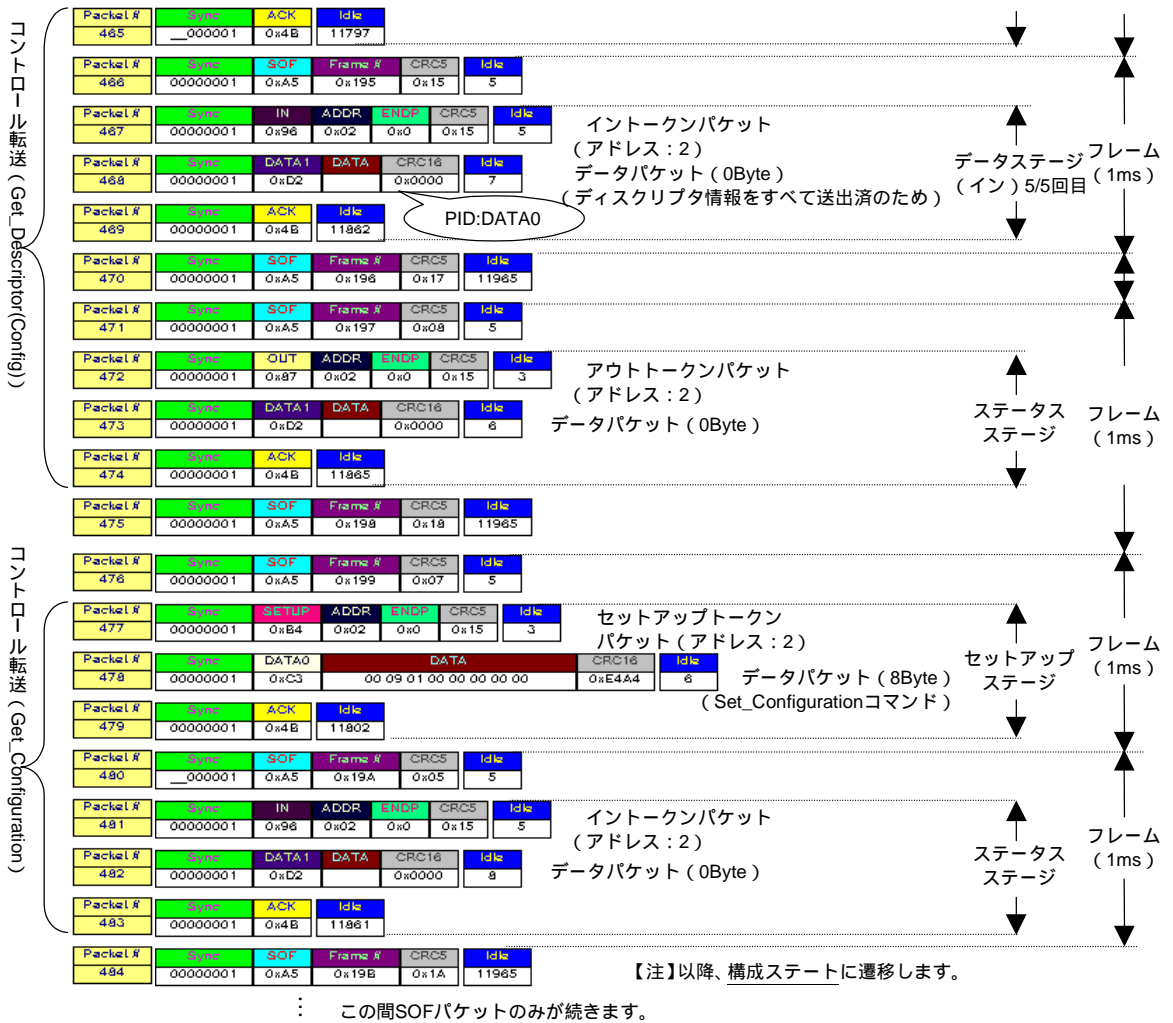 コントロール転送（Get_Descriptor(Config)）
Packet # Sync ACK Idle
465 __000001 0x4B 11797
Packet # Sync SOF Frame # CRC5 Idle
466 00000001 0xA5 0x195 0x15 5
Packet # Sync IN ADDR ENDP CRC5 Idle
467 00000001 0x96 0x02 0x0 0x15 5
イントークンパケット
（アドレス：2）
Packet # Sync DATA1 DATA CRC16 Idle
468 00000001 0xD2 0x0000 7
データパケット（0Byte）
（ディスクリプタ情報をすべて送出済のため）
PID:DATA0
Packet # Sync ACK Idle
469 00000001 0x4B 11862
データステージ
（イン）5/5回目
フレーム
（1ms）
Packet # Sync SOF Frame # CRC5 Idle
470 00000001 0xA5 0x196 0x17 11965
Packet # Sync SOF Frame # CRC5 Idle
471 00000001 0xA5 0x197 0x08 5
Packet # Sync OUT ADDR ENDP CRC5 Idle
472 00000001 0x87 0x02 0x0 0x15 3
アウトトークンパケット
（アドレス：2）
Packet # Sync DATA1 DATA CRC16 Idle
473 00000001 0xD2 0x0000 6
データパケット（0Byte）
Packet # Sync ACK Idle
474 00000001 0x4B 11865
ステータス
ステージ
フレーム
（1ms）
Packet # Sync SOF Frame # CRC5 Idle
475 00000001 0xA5 0x198 0x18 11965
コントロール転送（Get_Configuration）
Packet # Sync SOF Frame # CRC5 Idle
476 00000001 0xA5 0x199 0x07 5
Packet # Sync SETUP ADDR ENDP CRC5 Idle
477 00000001 0xB4 0x02 0x0 0x15 3
セットアップトークン
パケット（アドレス：2）
Packet # Sync DATA0 DATA CRC16 Idle
478 00000001 0xC3 00 09 01 00 00 00 00 00 0xE4A4 6
データパケット（8Byte）
（Set_Configurationコマンド）
Packet # Sync ACK Idle
479 00000001 0x4B 11802
セットアップ
ステージ
フレーム
（1ms）
Packet # Sync SOF Frame # CRC5 Idle
480 __000001 0xA5 0x19A 0x05 5
Packet # Sync IN ADDR ENDP CRC5 Idle
481 00000001 0x96 0x02 0x0 0x15 5
イントークンパケット
（アドレス：2）
Packet # Sync DATA1 DATA CRC16 Idle
482 00000001 0xD2 0x0000 8
データパケット（0Byte）
Packet # Sync ACK Idle
483 00000001 0x4B 11861
ステータス
ステージ
フレーム
（1ms）
Packet # Sync SOF Frame # CRC5 Idle
484 00000001 0xA5 0x19B 0x1A 11965
【注】以降、構成ステートに遷移します。
⋮ この間SOFパケットのみが続きます。